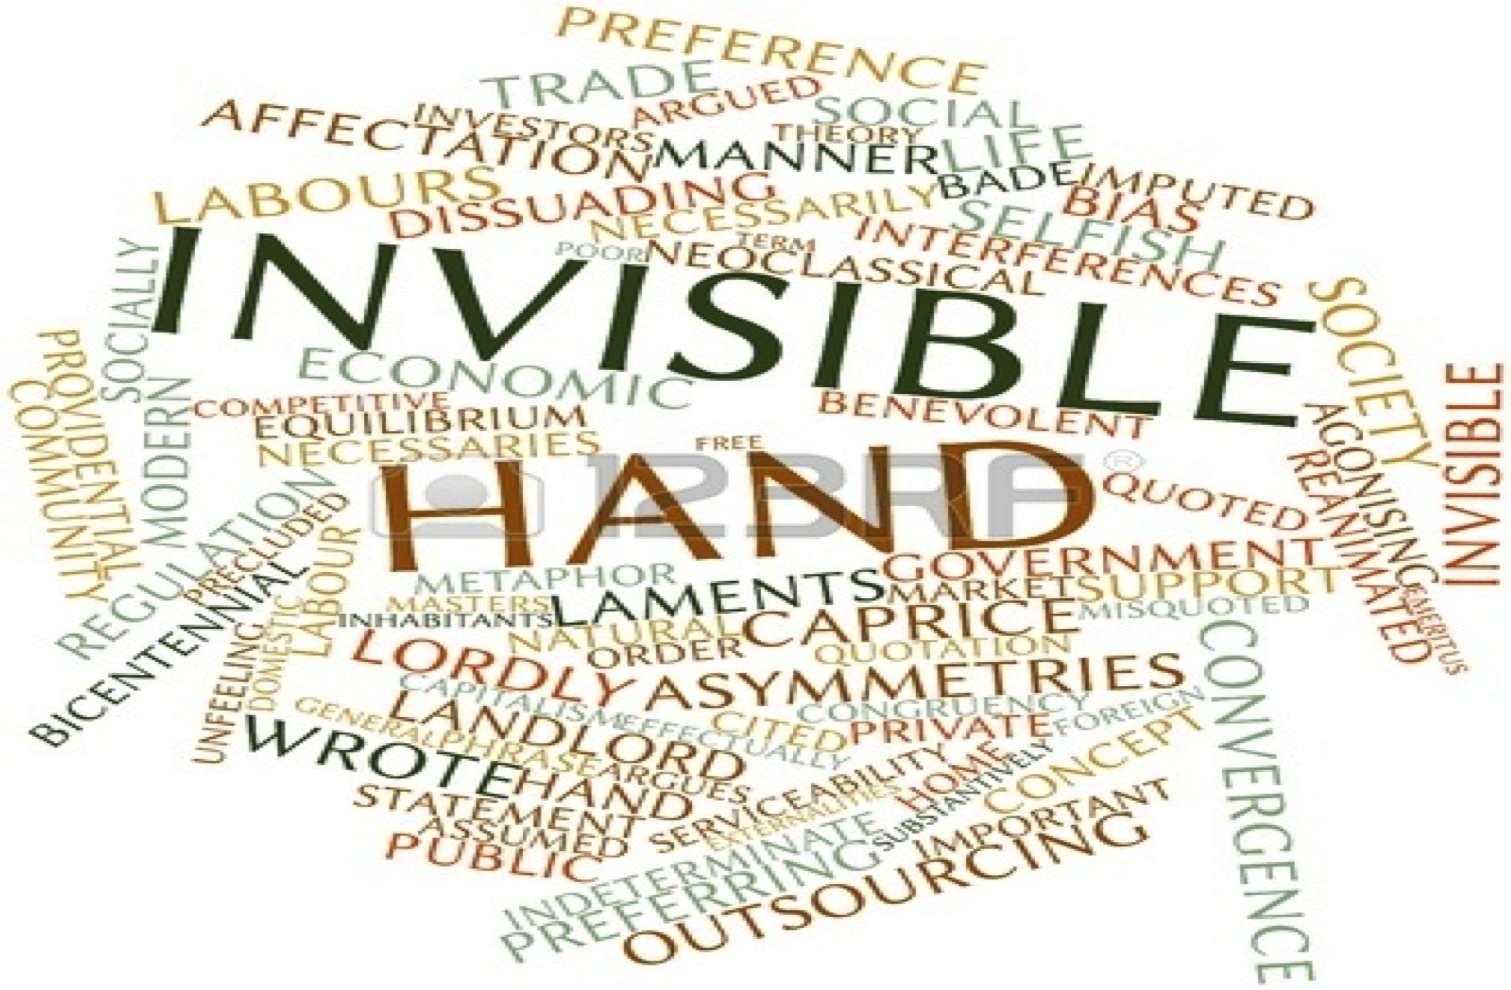 PREFERENCE
TRADE
ARGUED
SOCIAL
AFFECTATION
INVESTORS
THEORY
MANNER
LIFE
LABOURS
DISSUADING
NECESSARILY
BADE
IMPUTED
BIAS
SELFISH
INTERFERENCES
POOR
TERM
NEOCLASSICAL
SOCIALLY
INVISIBLE
SOCIETY
ECONOMIC
COMPETITIVE
EQUILIBRIUM
NECESSARIES
BENEVOLENT
FREE
PROVIDENTIAL
COMMUNITY
MODERN
HAND
123RF®
QUOTED
AGONISING
REANIMATED
INVISIBLE
REGULATION
PRECLUDED
BICENTENNIAL
LABOUR
DOMESTIC
UNFEELING
METAPHOR
GOVERNMENT
MASTERS
LAMENTS
MARKET
SUPPORT
INHABITANTS
NATURAL
CAPRICE
MISQUOTED
EMERITUS
ORDER
QUOTATION
LORDLY
ASYMMETRIES
CAPITALISM
CONGRUENCY
LANDLORD
EFFECTUALLY
CITED
PRIVATE
FOREIGN
GENERAL
PHRASE
WROTE
ARGUES
HAND
STATEMENT
ASSUMED
PUBLIC
SERVICEABILITY
HOME
CONCEPT
EXTERNALITIES
SUBSTANTIVELY
INDETERMINATE
IMPORTANT
PREFERRING
OUTSOURCING
CONVERGENCE